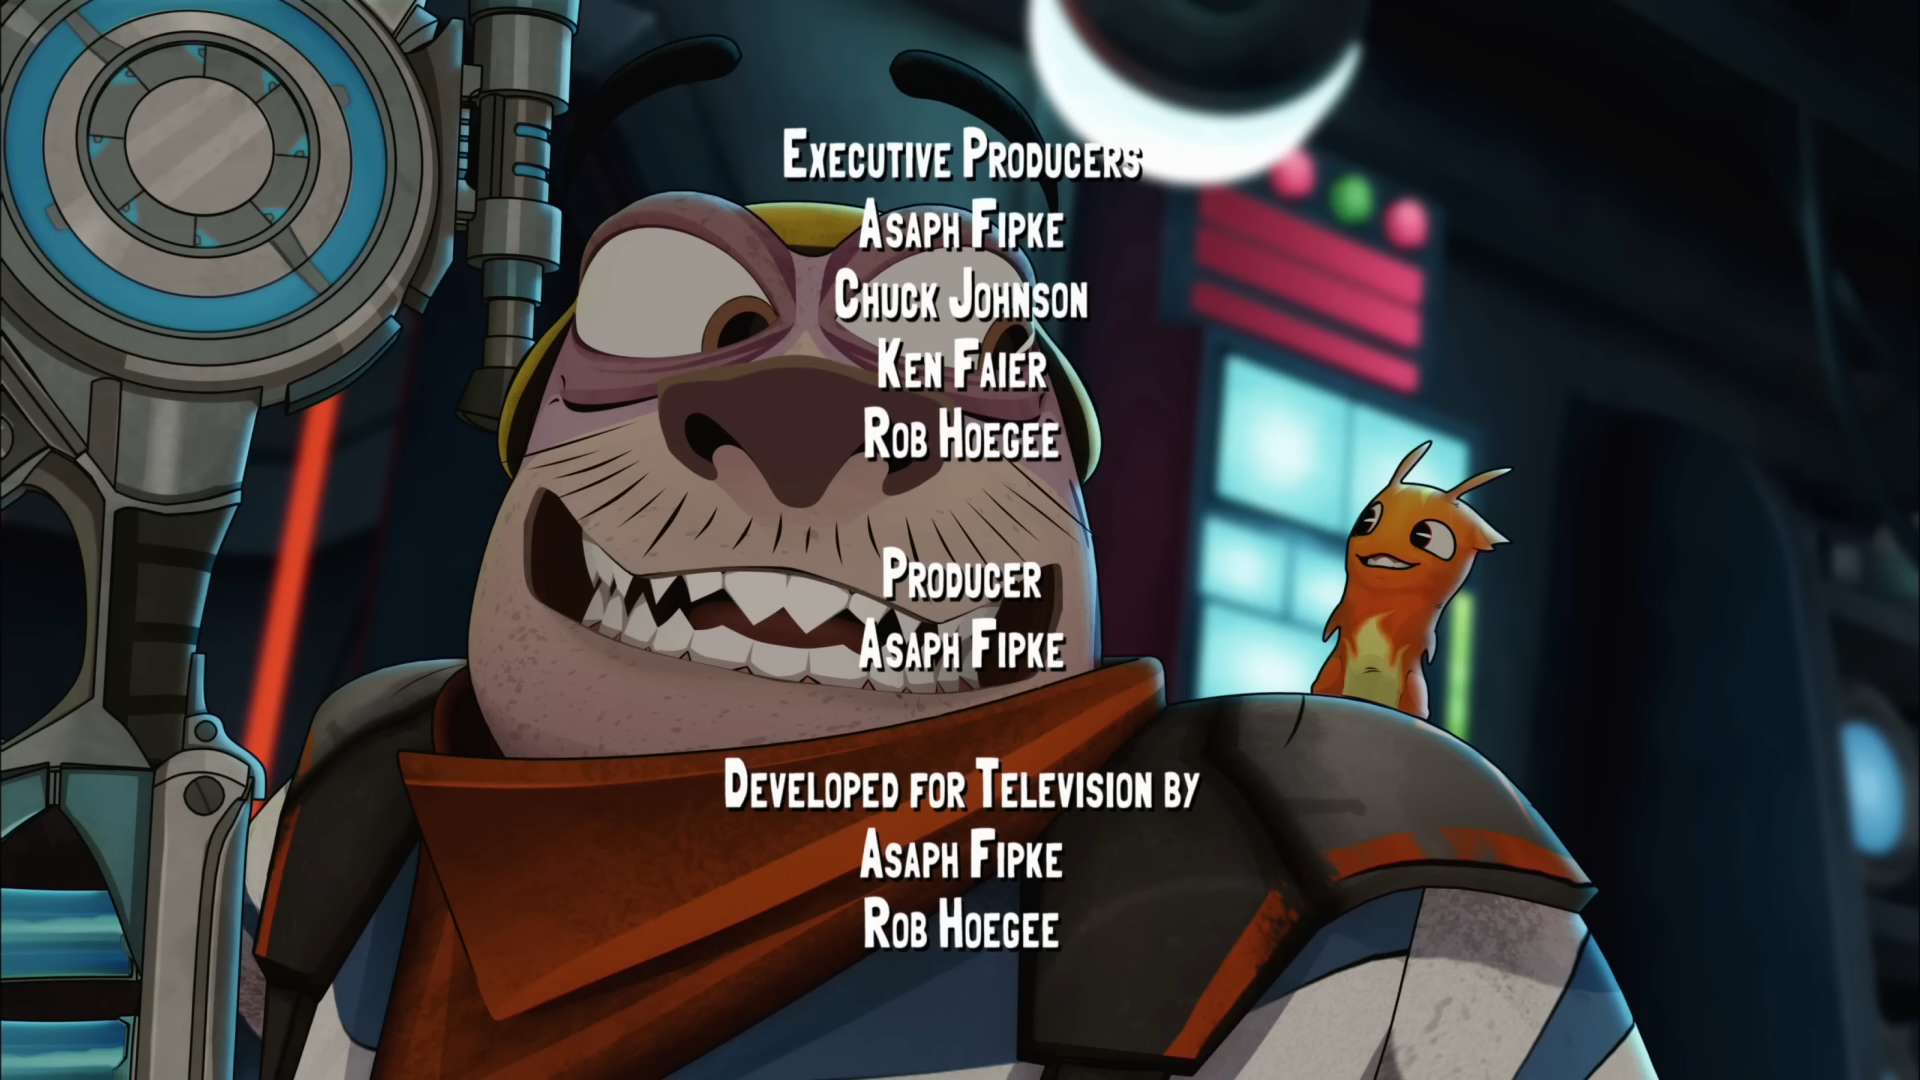 Executive Producers
Asaph Fipke
Chuck Johnson
Ken Faier
Rob Hoegee
Producer
Asaph Fipke
Developed for Television by
Asaph Fipke
Rob Hoegee